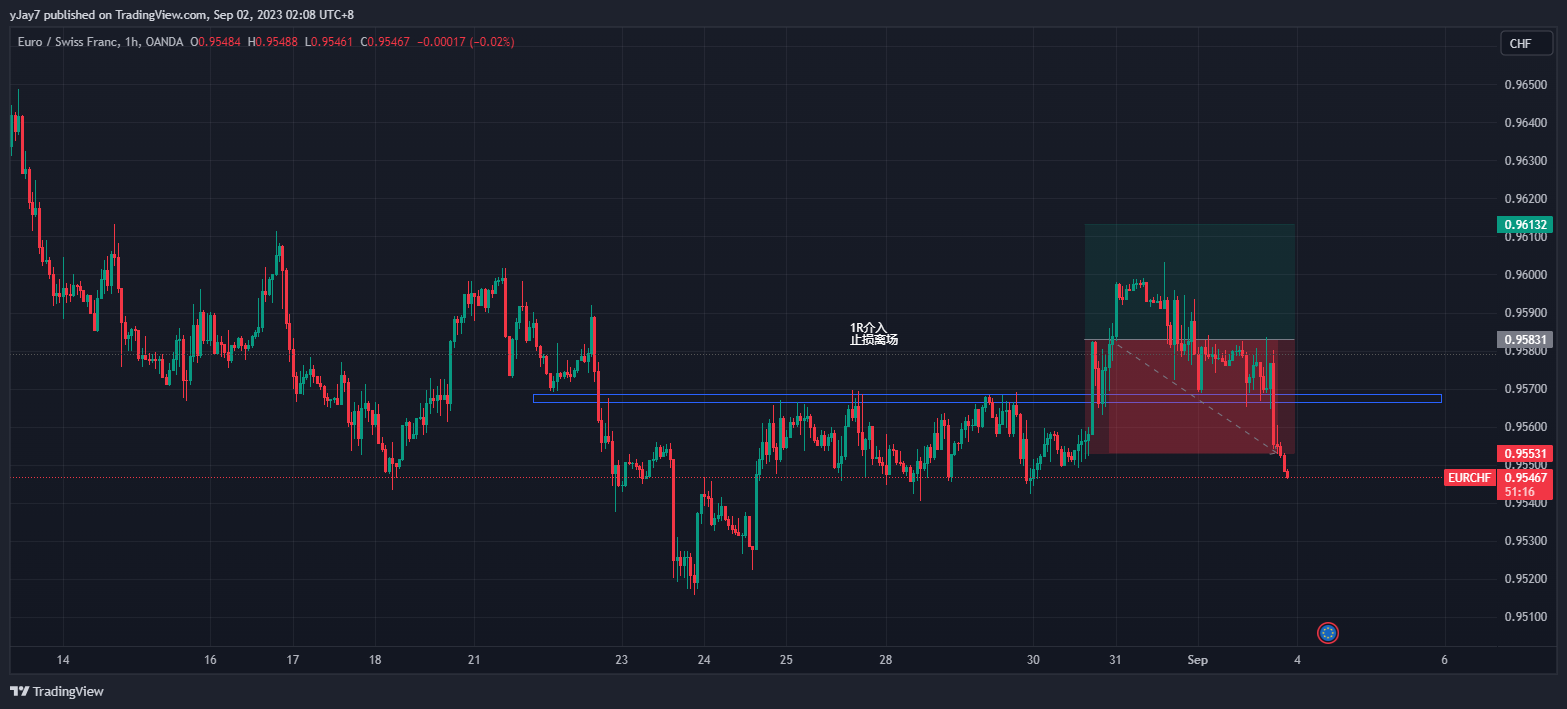 yJay7 published on TradingView.com, Sep 02, 2023 02:08 UTC+8
Euro / Swiss Franc, 1h, OANDA O0.95484 H0.95488 L0.95461 C0.95467 −0.00017 (−0.02%)
CHF
0.96500
0.96400
0.96300
0.96200
0.96132
0.96100
0.96000
0.95900
1R介入
止损离场
0.95831
0.95800
0.95700
0.95600
0.95531
0.95500
EURCHF 0.95467
51:16
0.95400
0.95300
0.95200
0.95100
14 16 17 18 21 23 24 25 28 30 31 Sep 4 6
TradingView